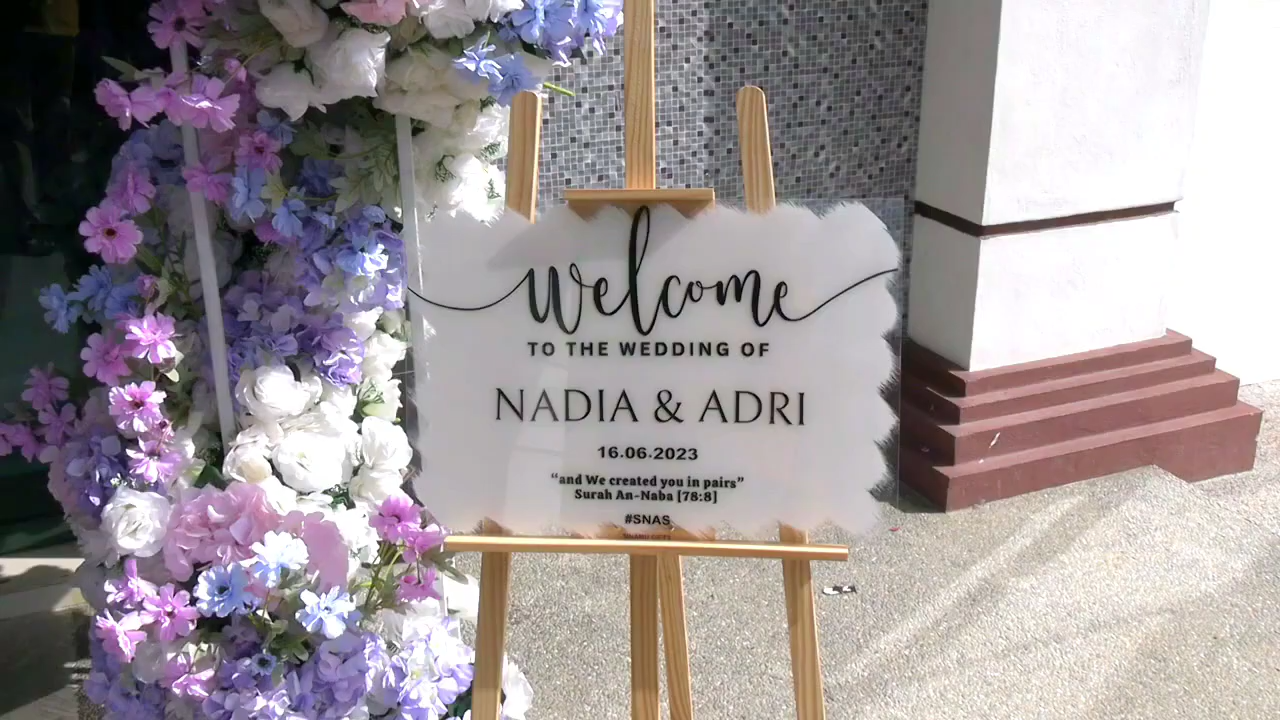 welcome
TO THE WEDDING OF
NADIA & ADRI
16.06.2023
“and We created you in pairs”
Surah An-Naba [78:8]
#SNAS